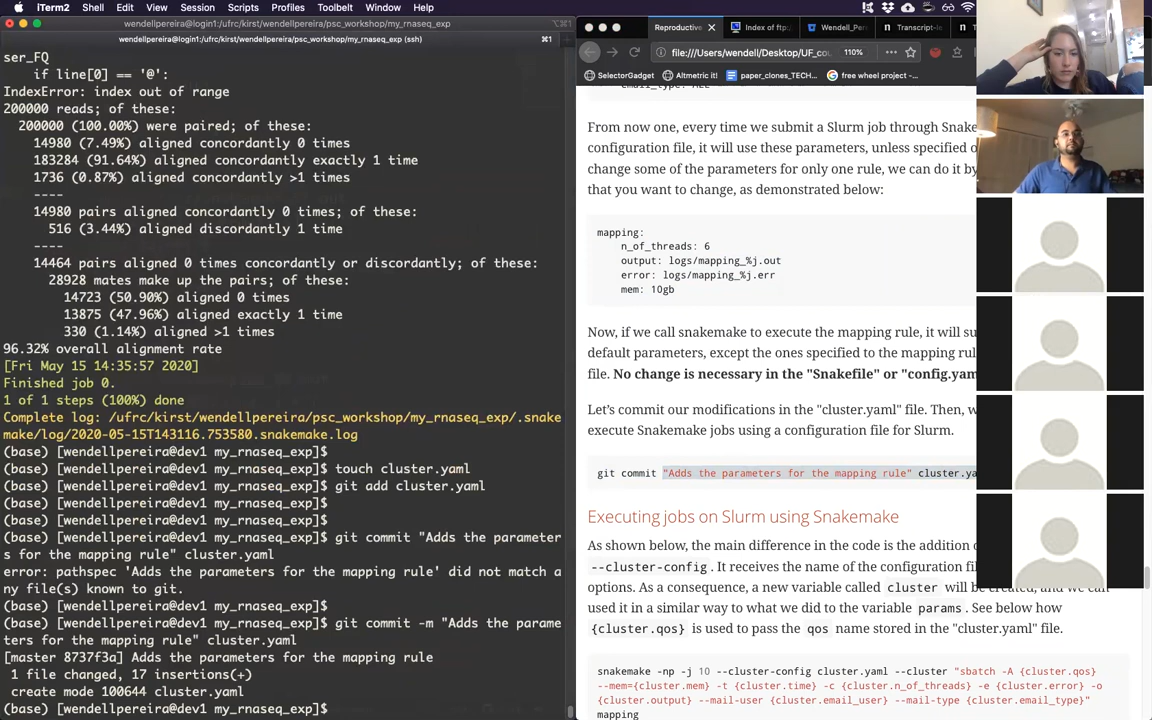 iTerm2 Shell Edit View Session Scripts Profiles Toolbelt Window Help
wendellpereira@login1:/ufrc/kirst/wendellpereira/psc_workshop/my_rnaseq_exp
wendellpereira@login1:/ufrc/kirst/wendellpereira/psc_workshop/my_rnaseq_exp (ssh)
⌘1
ser_FQ
if line[0] == '@':
IndexError: index out of range
200000 reads; of these:
200000 (100.00%) were paired; of these:
14980 (7.49%) aligned concordantly 0 times
183284 (91.64%) aligned concordantly exactly 1 time
1736 (0.87%) aligned concordantly >1 times
----
14980 pairs aligned concordantly 0 times; of these:
516 (3.44%) aligned discordantly 1 time
----
14464 pairs aligned 0 times concordantly or discordantly; of these:
28928 mates make up the pairs; of these:
14723 (50.90%) aligned 0 times
13875 (47.96%) aligned exactly 1 time
330 (1.14%) aligned >1 times
96.32% overall alignment rate
[Fri May 15 14:35:57 2020]
Finished job 0.
1 of 1 steps (100%) done
Complete log: /ufrc/kirst/wendellpereira/psc_workshop/my_rnaseq_exp/.snake
make/log/2020-05-15T143116.753580.snakemake.log
(base) [wendellpereira@dev1 my_rnaseq_exp]$
(base) [wendellpereira@dev1 my_rnaseq_exp]$ touch cluster.yaml
(base) [wendellpereira@dev1 my_rnaseq_exp]$ git add cluster.yaml
(base) [wendellpereira@dev1 my_rnaseq_exp]$
(base) [wendellpereira@dev1 my_rnaseq_exp]$
(base) [wendellpereira@dev1 my_rnaseq_exp]$ git commit "Adds the parameter
s for the mapping rule" cluster.yaml
error: pathspec 'Adds the parameters for the mapping rule' did not match a
ny file(s) known to git.
(base) [wendellpereira@dev1 my_rnaseq_exp]$
(base) [wendellpereira@dev1 my_rnaseq_exp]$ git commit -m "Adds the parame
ters for the mapping rule" cluster.yaml
[master 8737f3a] Adds the parameters for the mapping rule
1 file changed, 17 insertions(+)
create mode 100644 cluster.yaml
(base) [wendellpereira@dev1 my_rnaseq_exp]$
Reproductive Index of ftp: Wendell_Per Transcript-l
file:///Users/wendell/Desktop/UF_co 110%
SelectorGadget Altmetric it! paper_clones_TECH... free wheel project -...
From now one, every time we submit a Slurm job through Snake
configuration file, it will use these parameters, unless specified o
change some of the parameters for only one rule, we can do it by
that you want to change, as demonstrated below:
mapping:
n_of_threads: 6
output: logs/mapping_%j.out
error: logs/mapping_%j.err
mem: 10gb
Now, if we call snakemake to execute the mapping rule, it will su
default parameters, except the ones specified to the mapping rul
file. No change is necessary in the "Snakefile" or "config.yam
Let's commit our modifications in the "cluster.yaml" file. Then, w
execute Snakemake jobs using a configuration file for Slurm.
git commit "Adds the parameters for the mapping rule" cluster.ya
Executing jobs on Slurm using Snakemake
As shown below, the main difference in the code is the addition o
--cluster-config. It receives the name of the configuration fil
options. As a consequence, a new variable called cluster will be created, and we can
used it in a similar way to what we did to the variable params. See below how
{cluster.qos} is used to pass the qos name stored in the "cluster.yaml" file.
snakemake -np -j 10 --cluster-config cluster.yaml --cluster "sbatch -A {cluster.qos}
--mem={cluster.mem} -t {cluster.time} -c {cluster.n_of_threads} -e {cluster.error} -o
{cluster.output} --mail-user {cluster.email_user} --mail-type {cluster.email_type}"
mapping